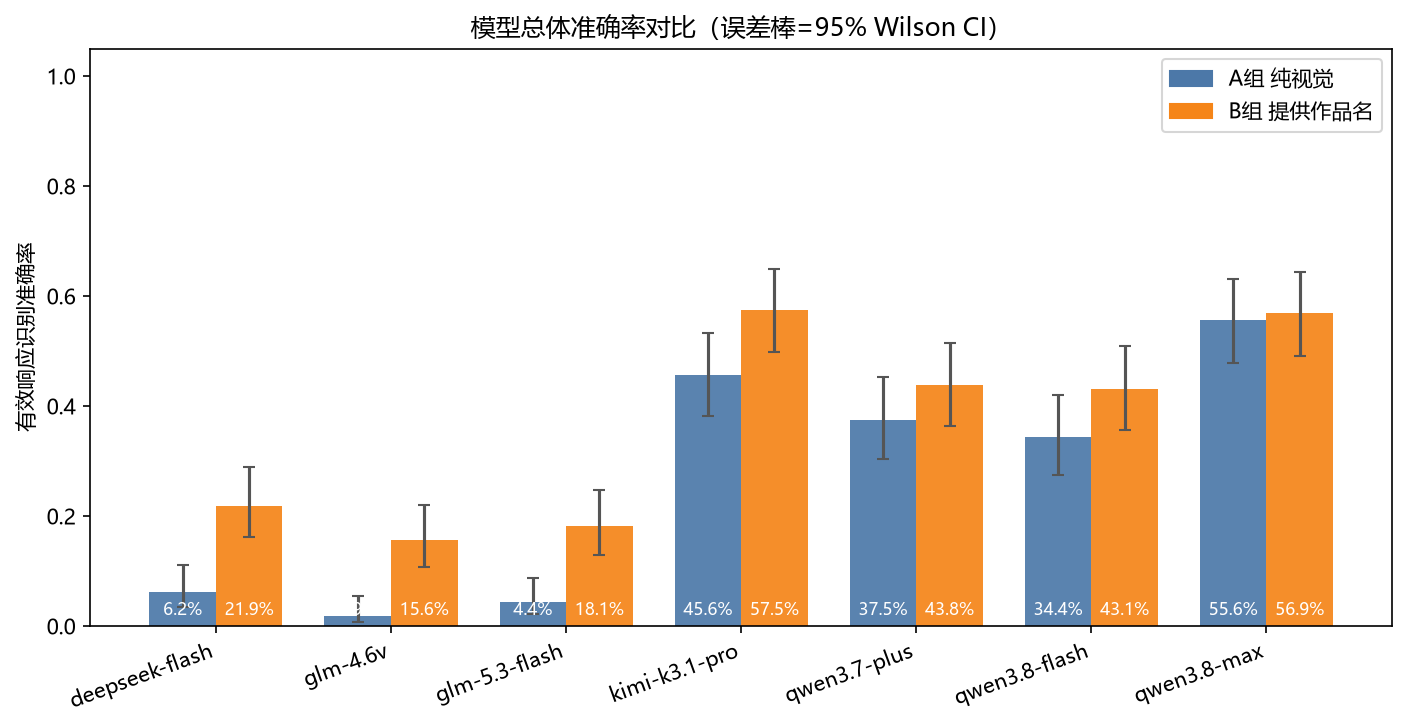 模型总体准确率对比（误差棒=95% Wilson CI）
A组 纯视觉
B组 提供作品名
有效响应识别准确率
1.0
0.8
0.6
0.4
0.2
0.0
6.2% 21.9% 15.6% 4.4% 18.1% 45.6% 57.5% 37.5% 43.8% 34.4% 43.1% 55.6% 56.9%
deepseek-flash
glm-4.6v
glm-5.3-flash
kimi-k3.1-pro
qwen3.7-plus
qwen3.8-flash
qwen3.8-max